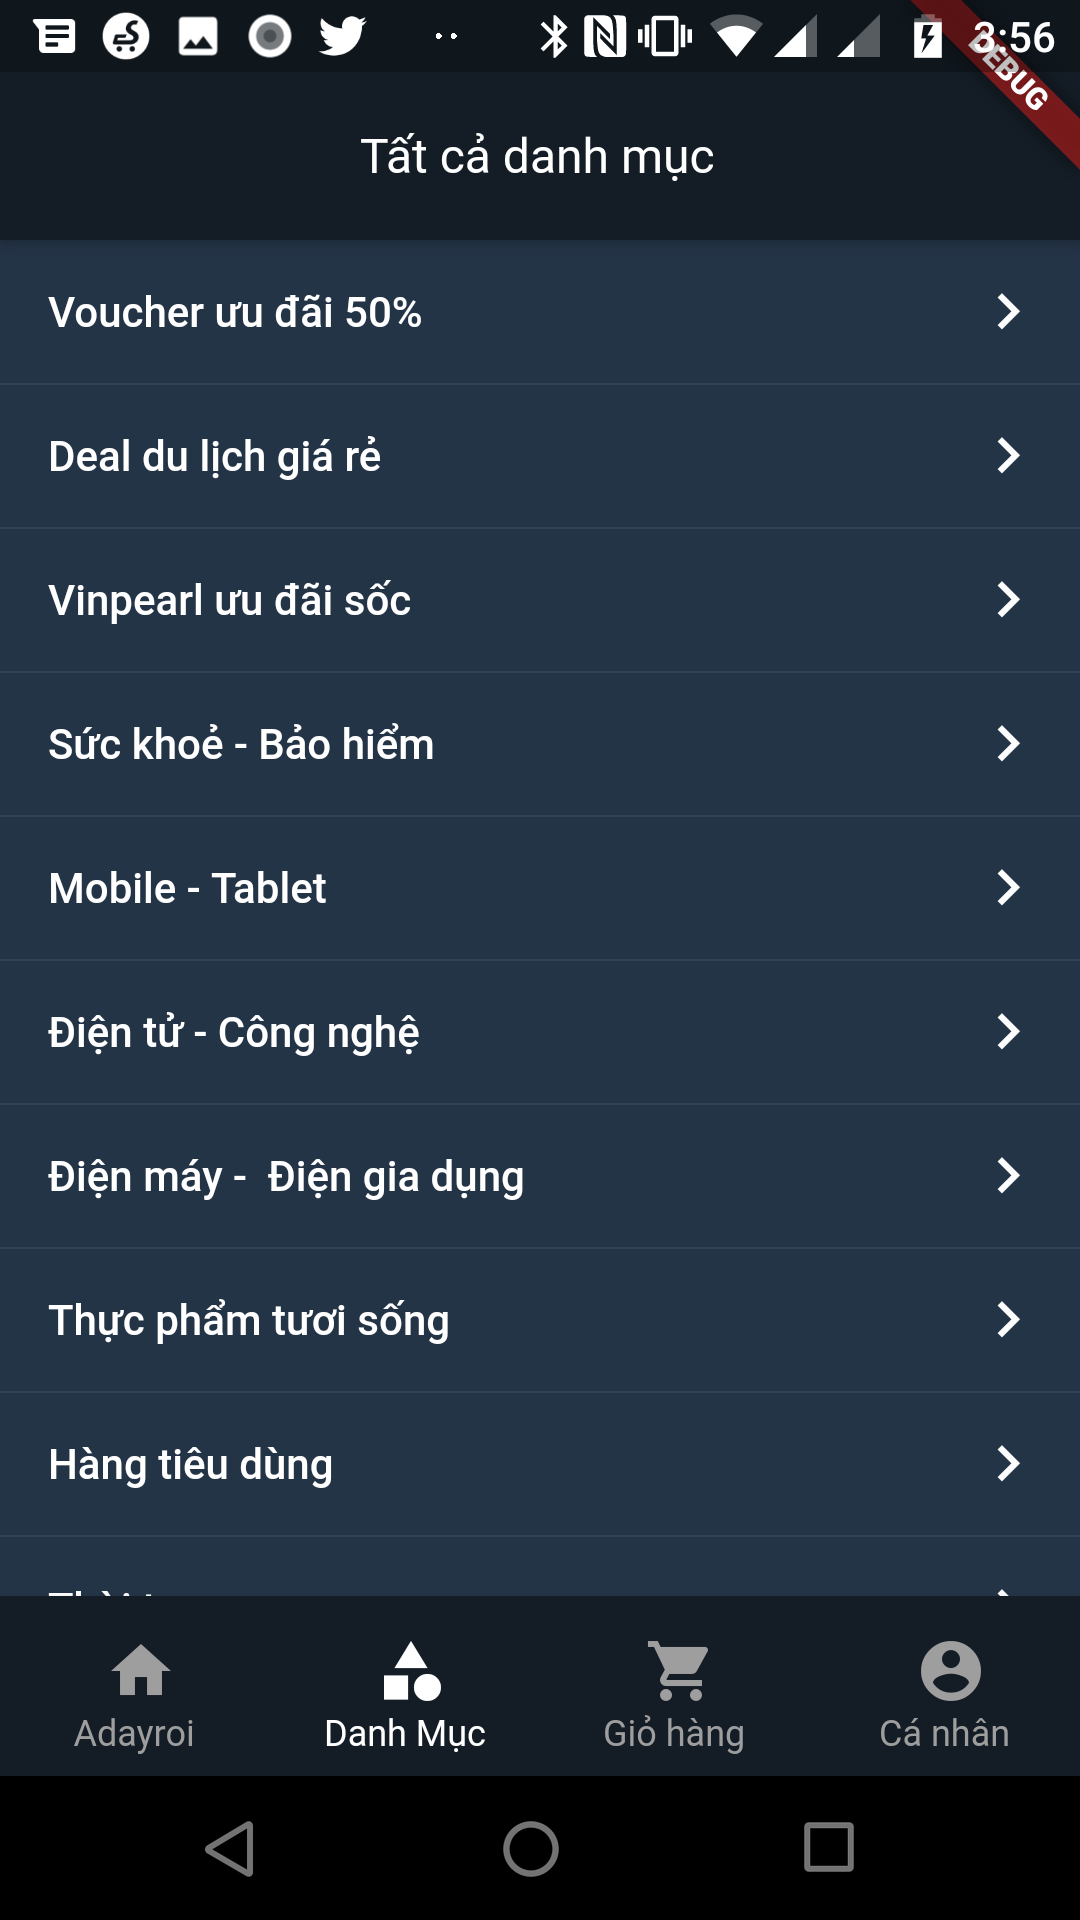 3:56
DEBUG
Tất cả danh mục
Voucher ưu đãi 50%
Deal du lịch giá rẻ
Vinpearl ưu đãi sốc
Sức khoẻ - Bảo hiểm
Mobile - Tablet
Điện tử - Công nghệ
Điện máy -  Điện gia dụng
Thực phẩm tươi sống
Hàng tiêu dùng
Adayroi
Danh Mục
Giỏ hàng
Cá nhân